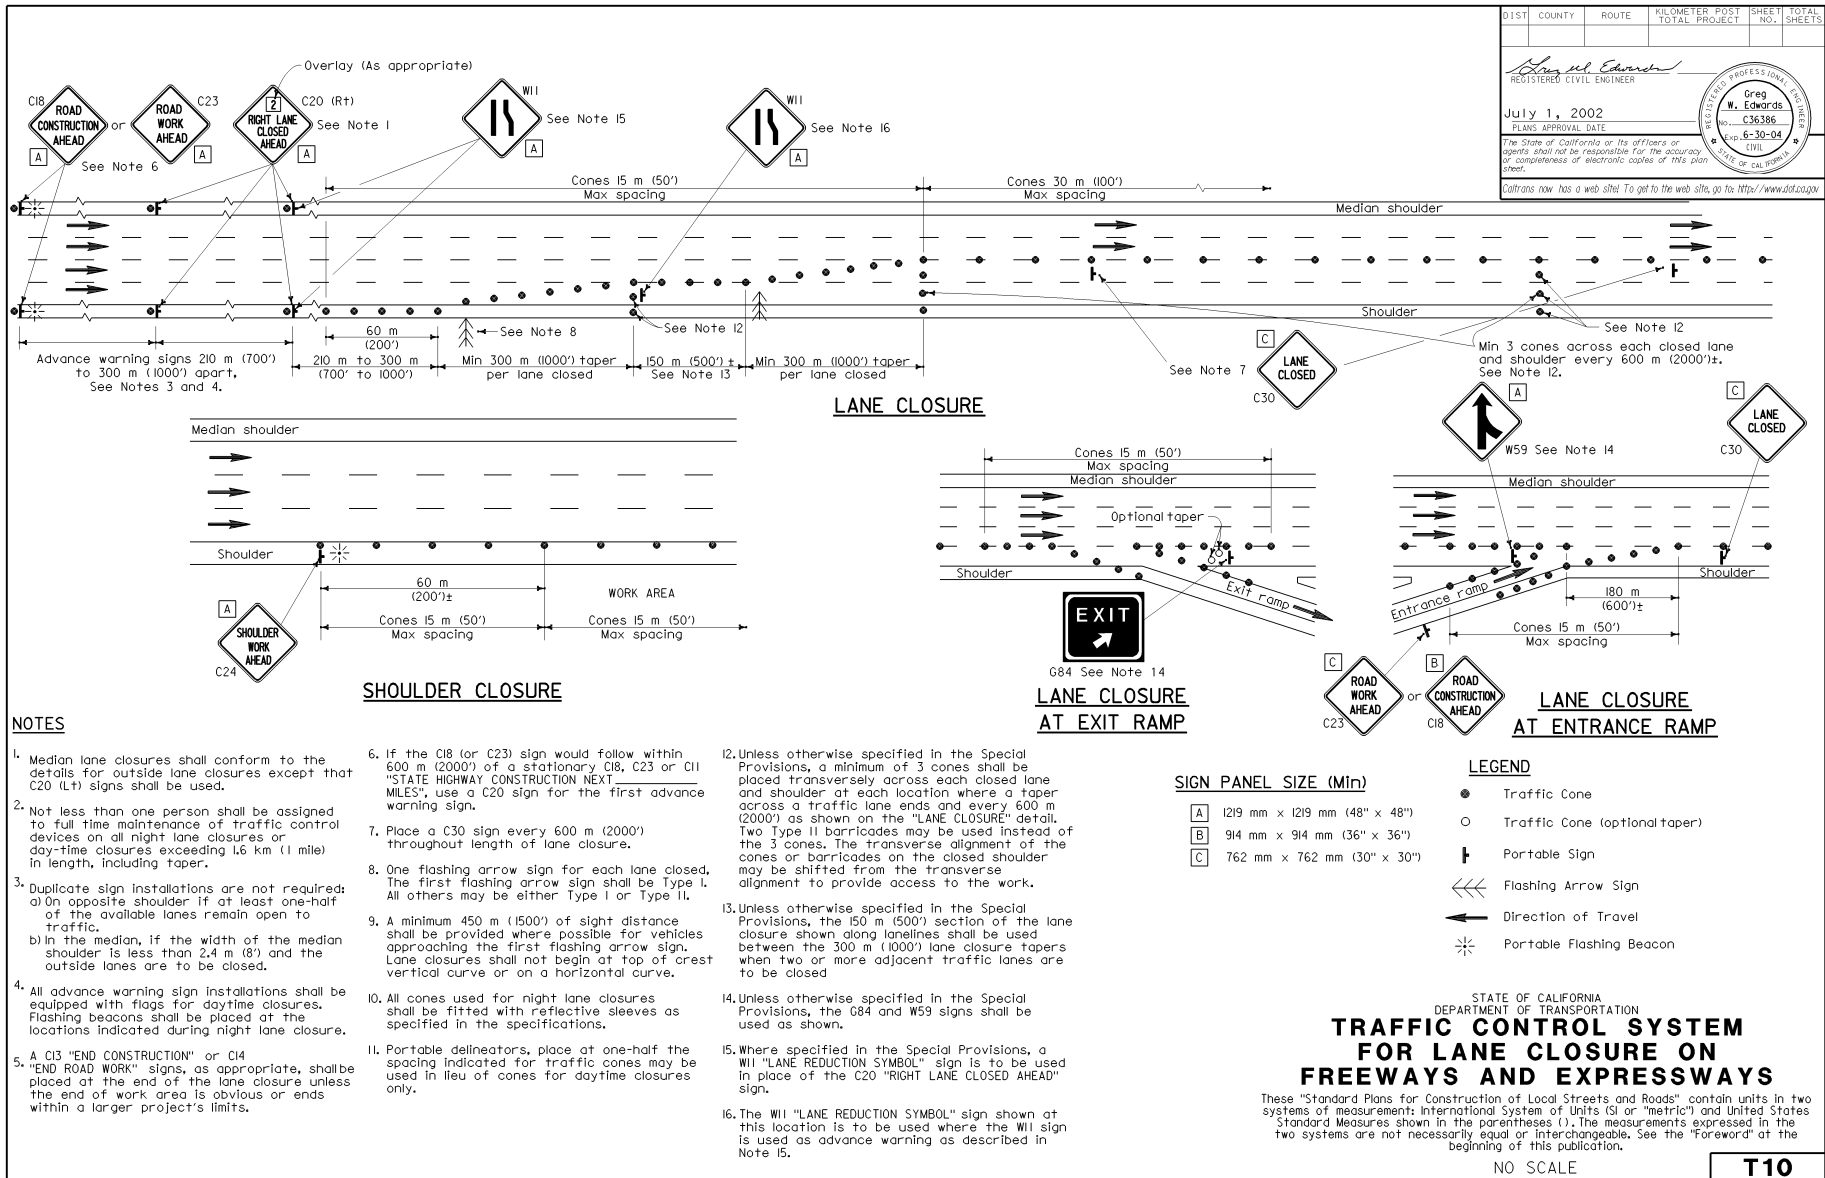 DIST COUNTY ROUTE KILOMETER POST TOTAL PROJECT SHEET NO. TOTAL SHEETS
REGISTERED CIVIL ENGINEER
July 1, 2002
PLANS APPROVAL DATE
The State of California or its officers or
agents shall not be responsible for the accuracy
or completeness of electronic copies of this plan
sheet.
REGISTERED PROFESSIONAL ENGINEER
Greg
W. Edwards
No. C36386
Exp. 6-30-04
CIVIL
STATE OF CALIFORNIA
Caltrans now has a web site! To get to the web site, go to: http://www.dot.ca.gov
Overlay (As appropriate)
C18
ROAD
CONSTRUCTION
AHEAD
A
or
C23
ROAD
WORK
AHEAD
A
See Note 6
2
RIGHT LANE
CLOSED
AHEAD
C20 (Rt)
See Note 1
A
W11
See Note 15
A
W11
See Note 16
A
Cones 15 m (50')
Max spacing
Cones 30 m (100')
Max spacing
Median shoulder
Shoulder
60 m
(200')
See Note 8
See Note 12
See Note 12
Advance warning signs 210 m (700')
to 300 m (1000') apart,
See Notes 3 and 4.
210 m to 300 m
(700' to 1000')
Min 300 m (1000') taper
per lane closed
150 m (500')±
See Note 13
Min 300 m (1000') taper
per lane closed
See Note 7
C
LANE
CLOSED
C30
Min 3 cones across each closed lane
and shoulder every 600 m (2000')±.
See Note 12.
LANE CLOSURE
Median shoulder
Shoulder
60 m
(200')±
WORK AREA
Cones 15 m (50')
Max spacing
Cones 15 m (50')
Max spacing
A
SHOULDER
WORK
AHEAD
C24
SHOULDER CLOSURE
Cones 15 m (50')
Max spacing
Median shoulder
Optional taper
Shoulder
Exit ramp
EXIT
G84 See Note 14
LANE CLOSURE
AT EXIT RAMP
A
W59 See Note 14
C
LANE
CLOSED
C30
Median shoulder
Shoulder
Entrance ramp
180 m
(600')±
Cones 15 m (50')
Max spacing
C
ROAD
WORK
AHEAD
C23
or
B
ROAD
CONSTRUCTION
AHEAD
C18
LANE CLOSURE
AT ENTRANCE RAMP
NOTES
1. Median lane closures shall conform to the
details for outside lane closures except that
C20 (Lt) signs shall be used.
2. Not less than one person shall be assigned
to full time maintenance of traffic control
devices on all night lane closures or
day-time closures exceeding 1.6 km (1 mile)
in length, including taper.
3. Duplicate sign installations are not required:
a) On opposite shoulder if at least one-half
of the available lanes remain open to
traffic.
b) In the median, if the width of the median
shoulder is less than 2.4 m (8') and the
outside lanes are to be closed.
4. All advance warning sign installations shall be
equipped with flags for daytime closures.
Flashing beacons shall be placed at the
locations indicated during night lane closure.
5. A C13 "END CONSTRUCTION" or C14
"END ROAD WORK" signs, as appropriate, shall be
placed at the end of the lane closure unless
the end of work area is obvious or ends
within a larger project's limits.
6. If the C18 (or C23) sign would follow within
600 m (2000') of a stationary C18, C23 or C11
"STATE HIGHWAY CONSTRUCTION NEXT
MILES", use a C20 sign for the first advance
warning sign.
7. Place a C30 sign every 600 m (2000')
throughout length of lane closure.
8. One flashing arrow sign for each lane closed.
The first flashing arrow sign shall be Type I.
All others may be either Type I or Type II.
9. A minimum 450 m (1500') of sight distance
shall be provided where possible for vehicles
approaching the first flashing arrow sign.
Lane closures shall not begin at top of crest
vertical curve or on a horizontal curve.
10. All cones used for night lane closures
shall be fitted with reflective sleeves as
specified in the specifications.
11. Portable delineators, place at one-half the
spacing indicated for traffic cones may be
used in lieu of cones for daytime closures
only.
12. Unless otherwise specified in the Special
Provisions, a minimum of 3 cones shall be
placed transversely across each closed lane
and shoulder at each location where a taper
across a traffic lane ends and every 600 m
(2000') as shown on the "LANE CLOSURE" detail.
Two Type II barricades may be used instead of
the 3 cones. The transverse alignment of the
cones or barricades on the closed shoulder
may be shifted from the transverse
alignment to provide access to the work.
13. Unless otherwise specified in the Special
Provisions, the 150 m (500') section of the lane
closure shown along lanelines shall be used
between the 300 m (1000') lane closure tapers
when two or more adjacent traffic lanes are
to be closed
14. Unless otherwise specified in the Special
Provisions, the G84 and W59 signs shall be
used as shown.
15. Where specified in the Special Provisions, a
W11 "LANE REDUCTION SYMBOL" sign is to be used
in place of the C20 "RIGHT LANE CLOSED AHEAD"
sign.
16. The W11 "LANE REDUCTION SYMBOL" sign shown at
this location is to be used where the W11 sign
is used as advance warning as described in
Note 15.
SIGN PANEL SIZE (Min)
A 1219 mm x 1219 mm (48" x 48")
B 914 mm x 914 mm (36" x 36")
C 762 mm x 762 mm (30" x 30")
LEGEND
Traffic Cone
Traffic Cone (optional taper)
Portable Sign
Flashing Arrow Sign
Direction of Travel
Portable Flashing Beacon
STATE OF CALIFORNIA
DEPARTMENT OF TRANSPORTATION
TRAFFIC CONTROL SYSTEM
FOR LANE CLOSURE ON
FREEWAYS AND EXPRESSWAYS
These "Standard Plans for Construction of Local Streets and Roads" contain units in two
systems of measurement: International System of Units (SI or "metric") and United States
Standard Measures shown in the parentheses (). The measurements expressed in the
two systems are not necessarily equal or interchangeable. See the "Foreword" at the
beginning of this publication.
NO SCALE
T10